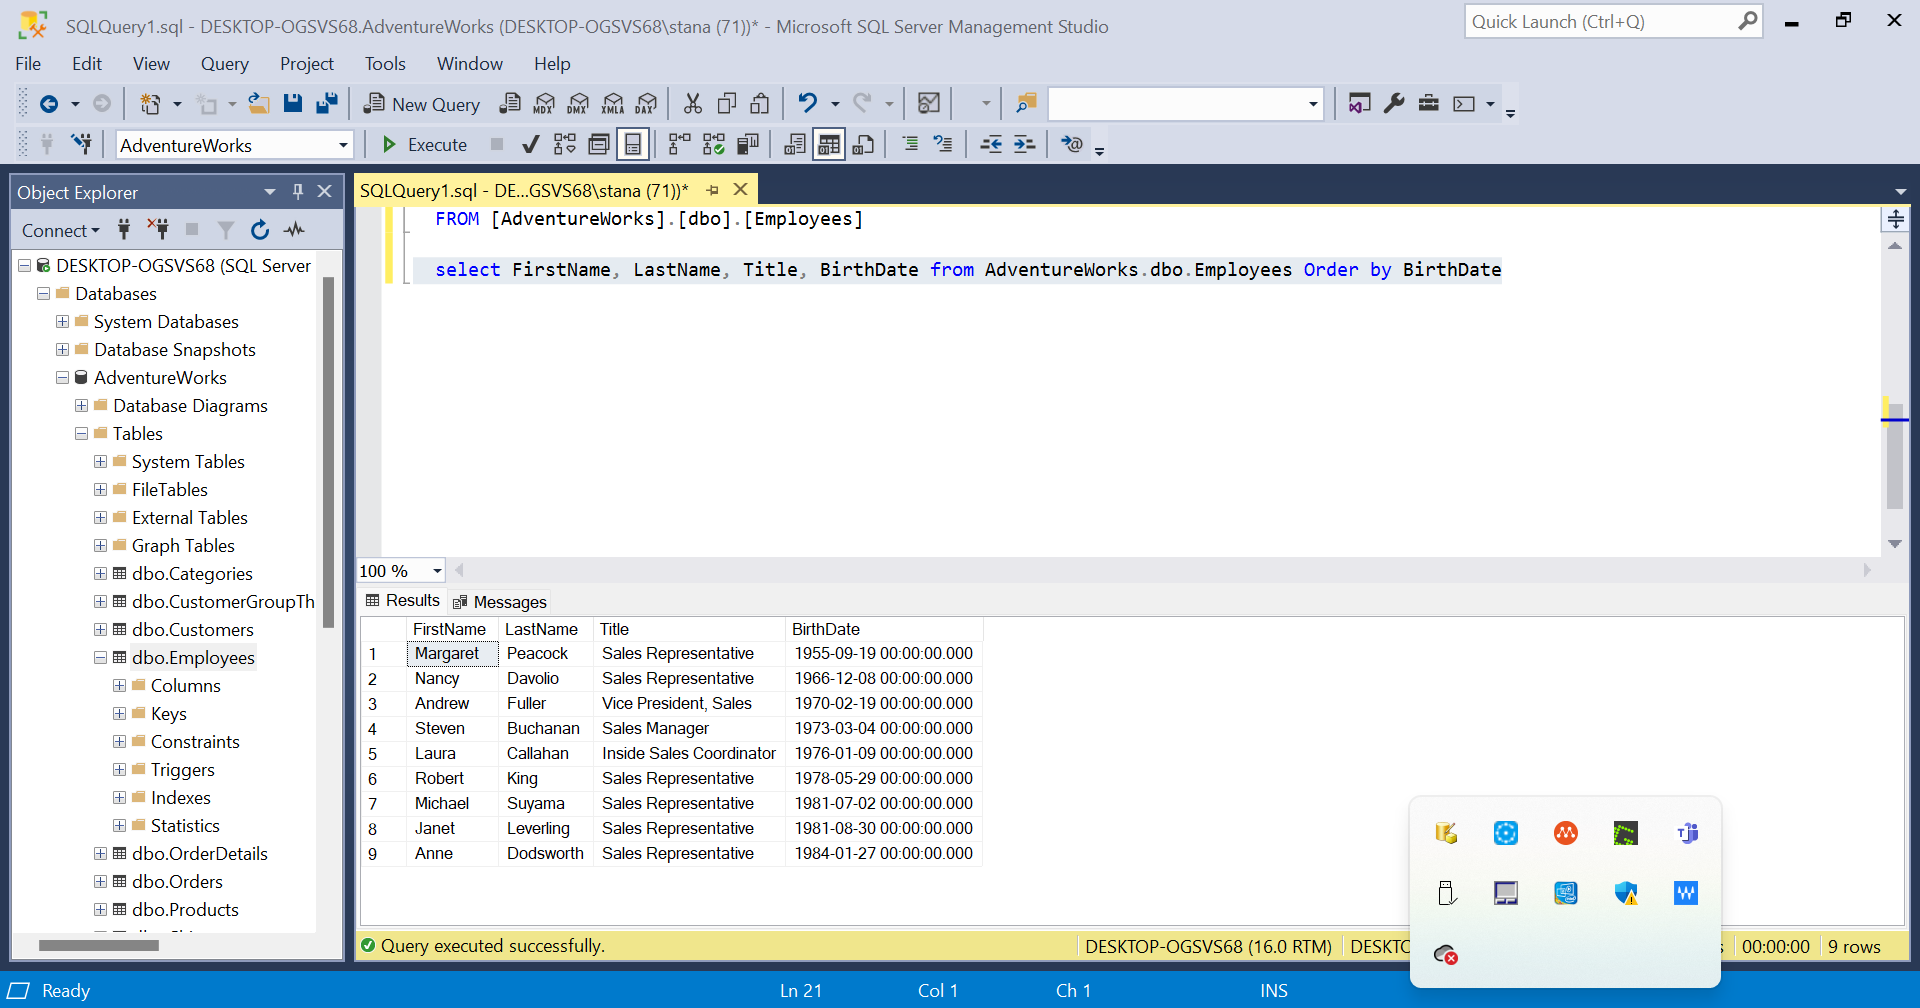 SQLQuery1.sql - DESKTOP-OGSVS68.AdventureWorks (DESKTOP-OGSVS68\stana (71))* - Microsoft SQL Server Management Studio
Quick Launch (Ctrl+Q)
File Edit View Query Project Tools Window Help
New Query MDX DMX XMLA DAX
AdventureWorks Execute
Object Explorer
Connect
DESKTOP-OGSVS68 (SQL Server
Databases
System Databases
Database Snapshots
AdventureWorks
Database Diagrams
Tables
System Tables
FileTables
External Tables
Graph Tables
dbo.Categories
dbo.CustomerGroupTh
dbo.Customers
dbo.Employees
Columns
Keys
Constraints
Triggers
Indexes
Statistics
dbo.OrderDetails
dbo.Orders
dbo.Products
SQLQuery1.sql - DE...GSVS68\stana (71))*
FROM [AdventureWorks].[dbo].[Employees]
select FirstName, LastName, Title, BirthDate from AdventureWorks.dbo.Employees Order by BirthDate
100 %
Results Messages
FirstName LastName Title BirthDate
1 Margaret Peacock Sales Representative 1955-09-19 00:00:00.000
2 Nancy Davolio Sales Representative 1966-12-08 00:00:00.000
3 Andrew Fuller Vice President, Sales 1970-02-19 00:00:00.000
4 Steven Buchanan Sales Manager 1973-03-04 00:00:00.000
5 Laura Callahan Inside Sales Coordinator 1976-01-09 00:00:00.000
6 Robert King Sales Representative 1978-05-29 00:00:00.000
7 Michael Suyama Sales Representative 1981-07-02 00:00:00.000
8 Janet Leverling Sales Representative 1981-08-30 00:00:00.000
9 Anne Dodsworth Sales Representative 1984-01-27 00:00:00.000
Query executed successfully. DESKTOP-OGSVS68 (16.0 RTM) DESKTO 00:00:00 9 rows
Ready Ln 21 Col 1 Ch 1 INS